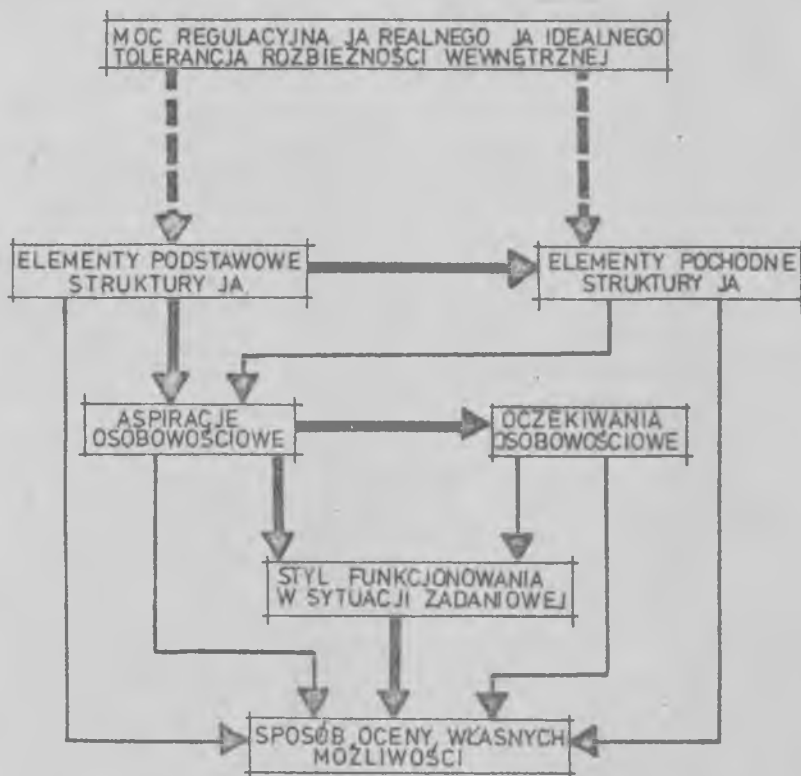 MOC REGULACYJNA JA REALNEGO JA IDEALNEGO
TOLERANCJA ROZBIEŻNOŚCI WEWNĘTRZNEJ
ELEMENTY PODSTAWOWE
STRUKTURY JA
ELEMENTY POCHODNE
STRUKTURY JA
ASPIRACJE
OSOBOWOŚCIOWE
OCZEKIWANIA
OSOBOWOŚCIOWE
STYL FUNKCJONOWANIA
W SYTUACJI ZADANIOWEJ
SPOSÓB OCENY WŁASNYCH
MOŻLIWOŚCI